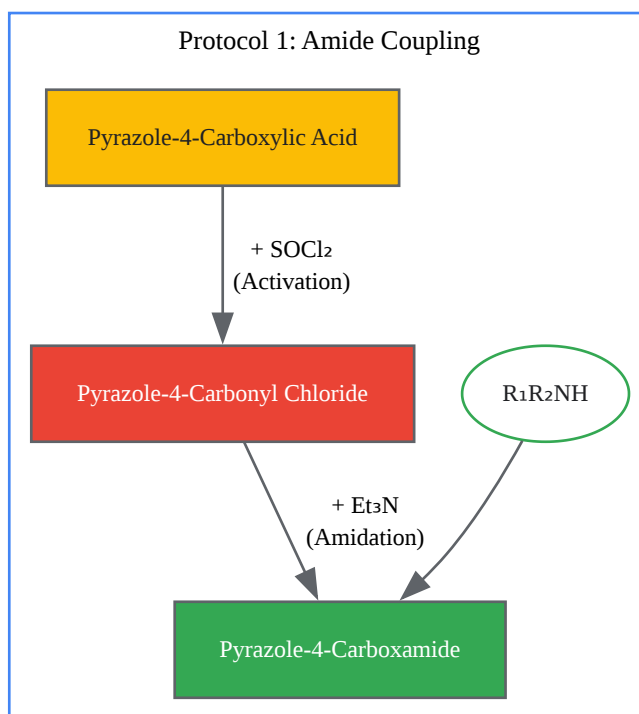 Protocol 1: Amide Coupling
Pyrazole-4-Carboxylic Acid
+ SOCl₂
(Activation)
Pyrazole-4-Carbonyl Chloride
R₁R₂NH
+ Et₃N
(Amidation)
Pyrazole-4-Carboxamide